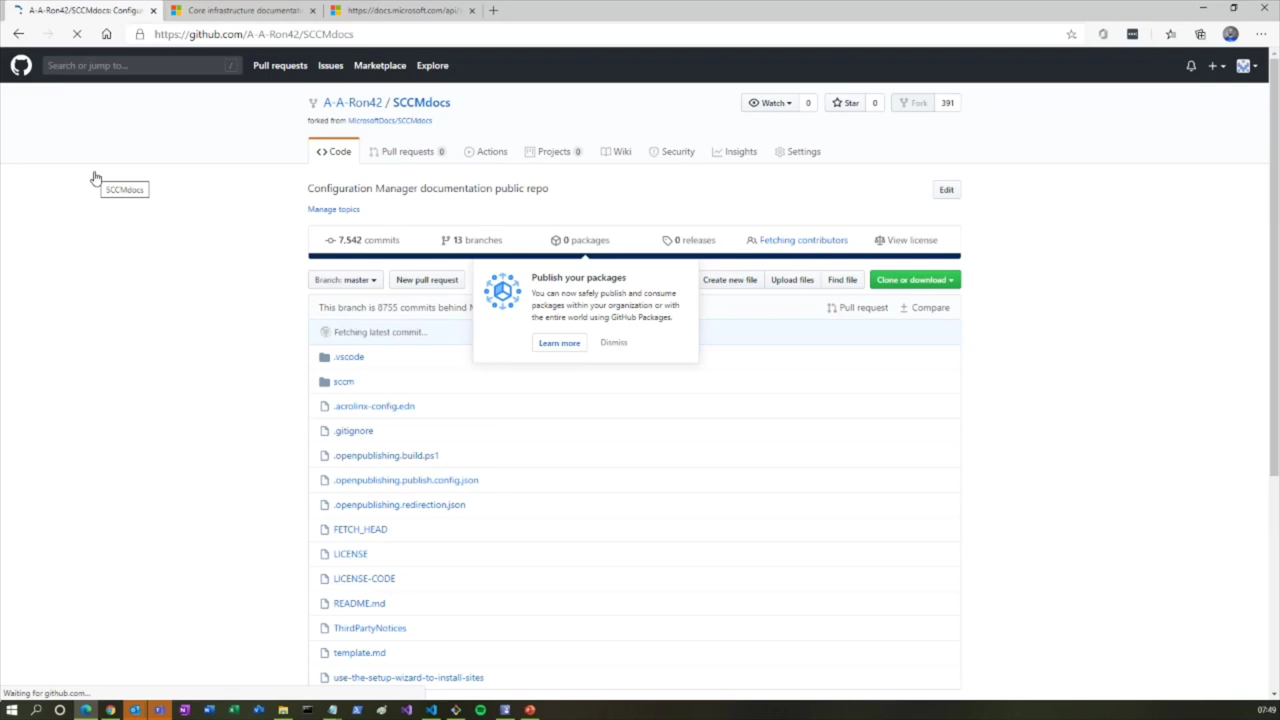 A-A-Ron42/SCCMdocs: Configu
Core infrastructure documentat
https://docs.microsoft.com/api/
https://github.com/A-A-Ron42/SCCMdocs
Search or jump to...
/
Pull requests
Issues
Marketplace
Explore
A-A-Ron42 / SCCMdocs
Watch
0
Star
0
Fork
391
forked from MicrosoftDocs/SCCMdocs
Code
Pull requests 0
Actions
Projects 0
Wiki
Security
Insights
Settings
SCCMdocs
Configuration Manager documentation public repo
Edit
Manage topics
7,542 commits
13 branches
0 packages
0 releases
Fetching contributors
View license
Branch: master
New pull request
Create new file
Upload files
Find file
Clone or download
Publish your packages
You can now safely publish and consume
packages within your organization or with
the entire world using GitHub Packages.
Learn more
Dismiss
This branch is 8755 commits behind
Pull request
Compare
Fetching latest commit...
.vscode
sccm
.acrolinx-config.edn
.gitignore
.openpublishing.build.ps1
.openpublishing.publish.config.json
.openpublishing.redirection.json
FETCH_HEAD
LICENSE
LICENSE-CODE
README.md
ThirdPartyNotices
template.md
use-the-setup-wizard-to-install-sites
Waiting for github.com...
07:49